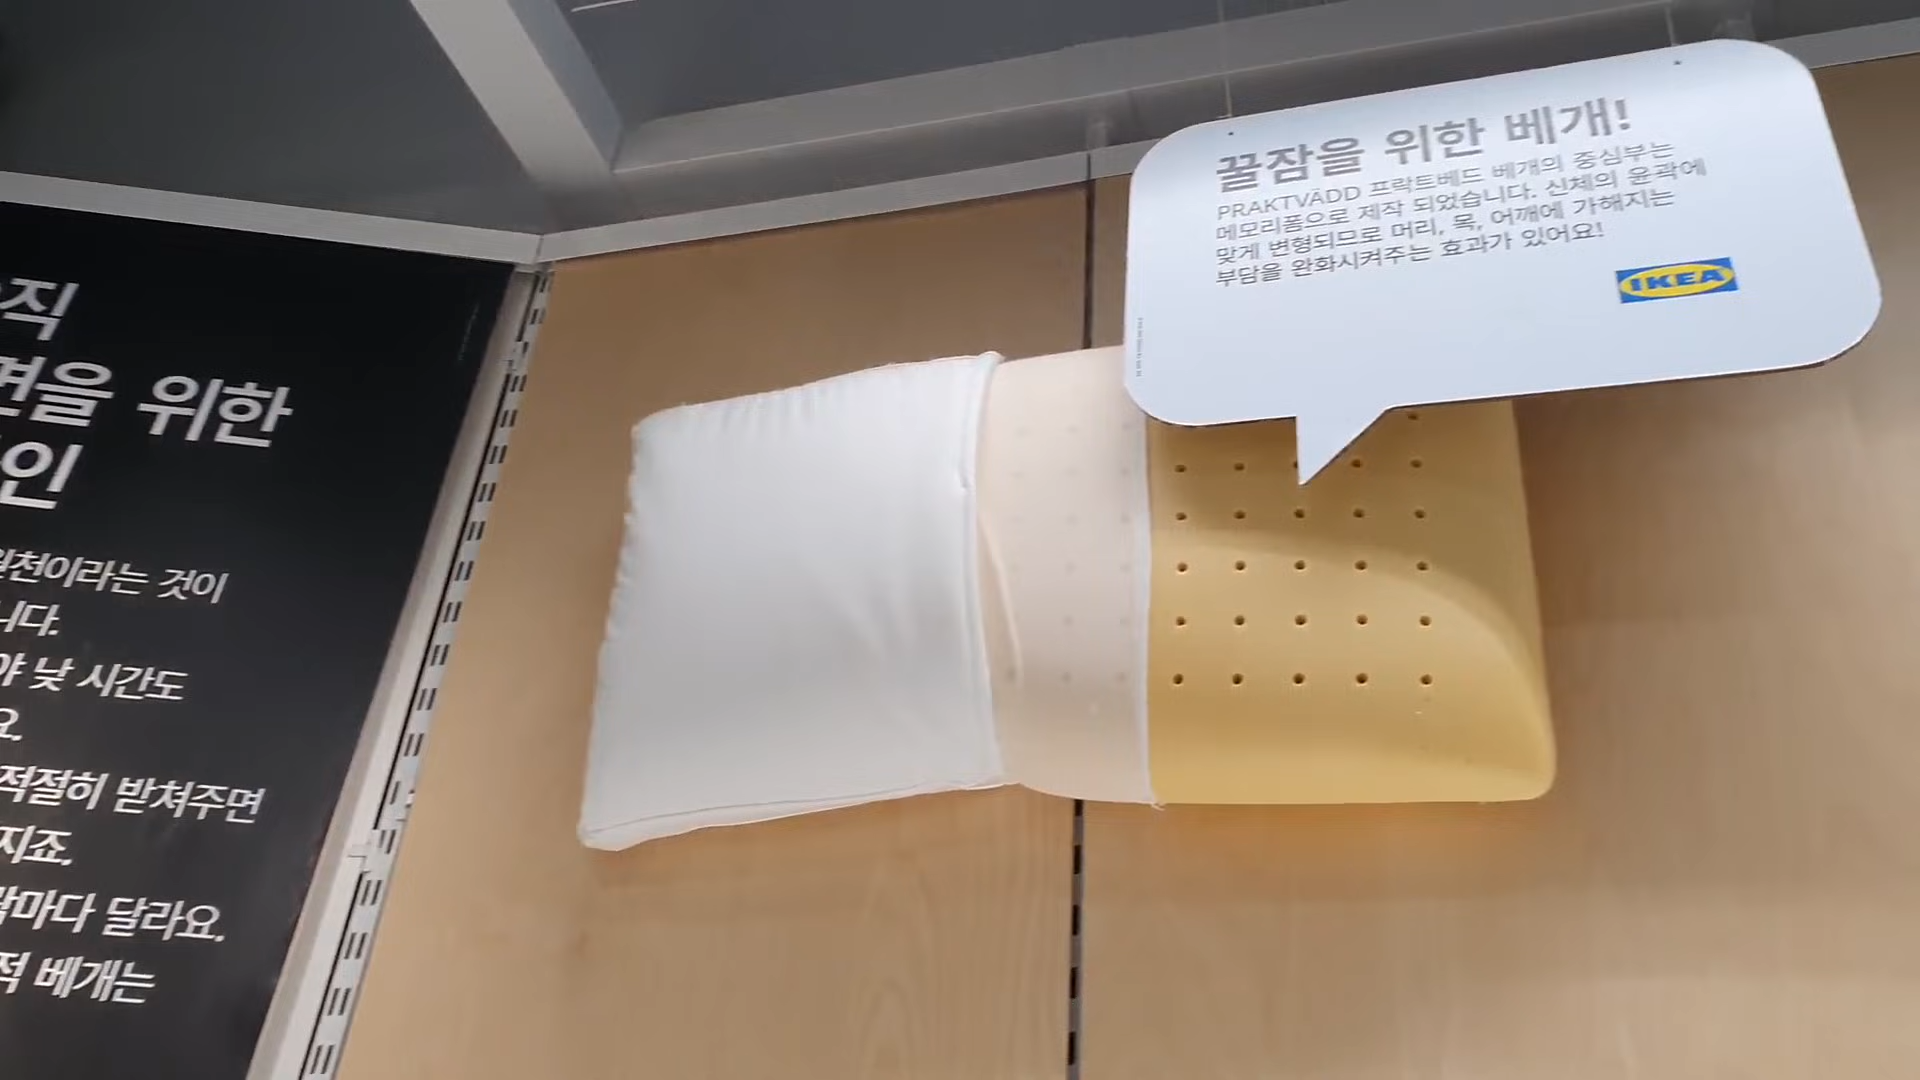 직
면을 위한
인
원천이라는 것이
니다.
야 낮 시간도
요.
적절히 받쳐주면
지죠.
람마다 달라요.
적 베개는
꿀잠을 위한 베개!
PRAKTVÄDD 프락트베드 베개의 중심부는
메모리폼으로 제작 되었습니다. 신체의 윤곽에
맞게 변형되므로 머리, 목, 어깨에 가해지는
부담을 완화시켜주는 효과가 있어요!
IKEA